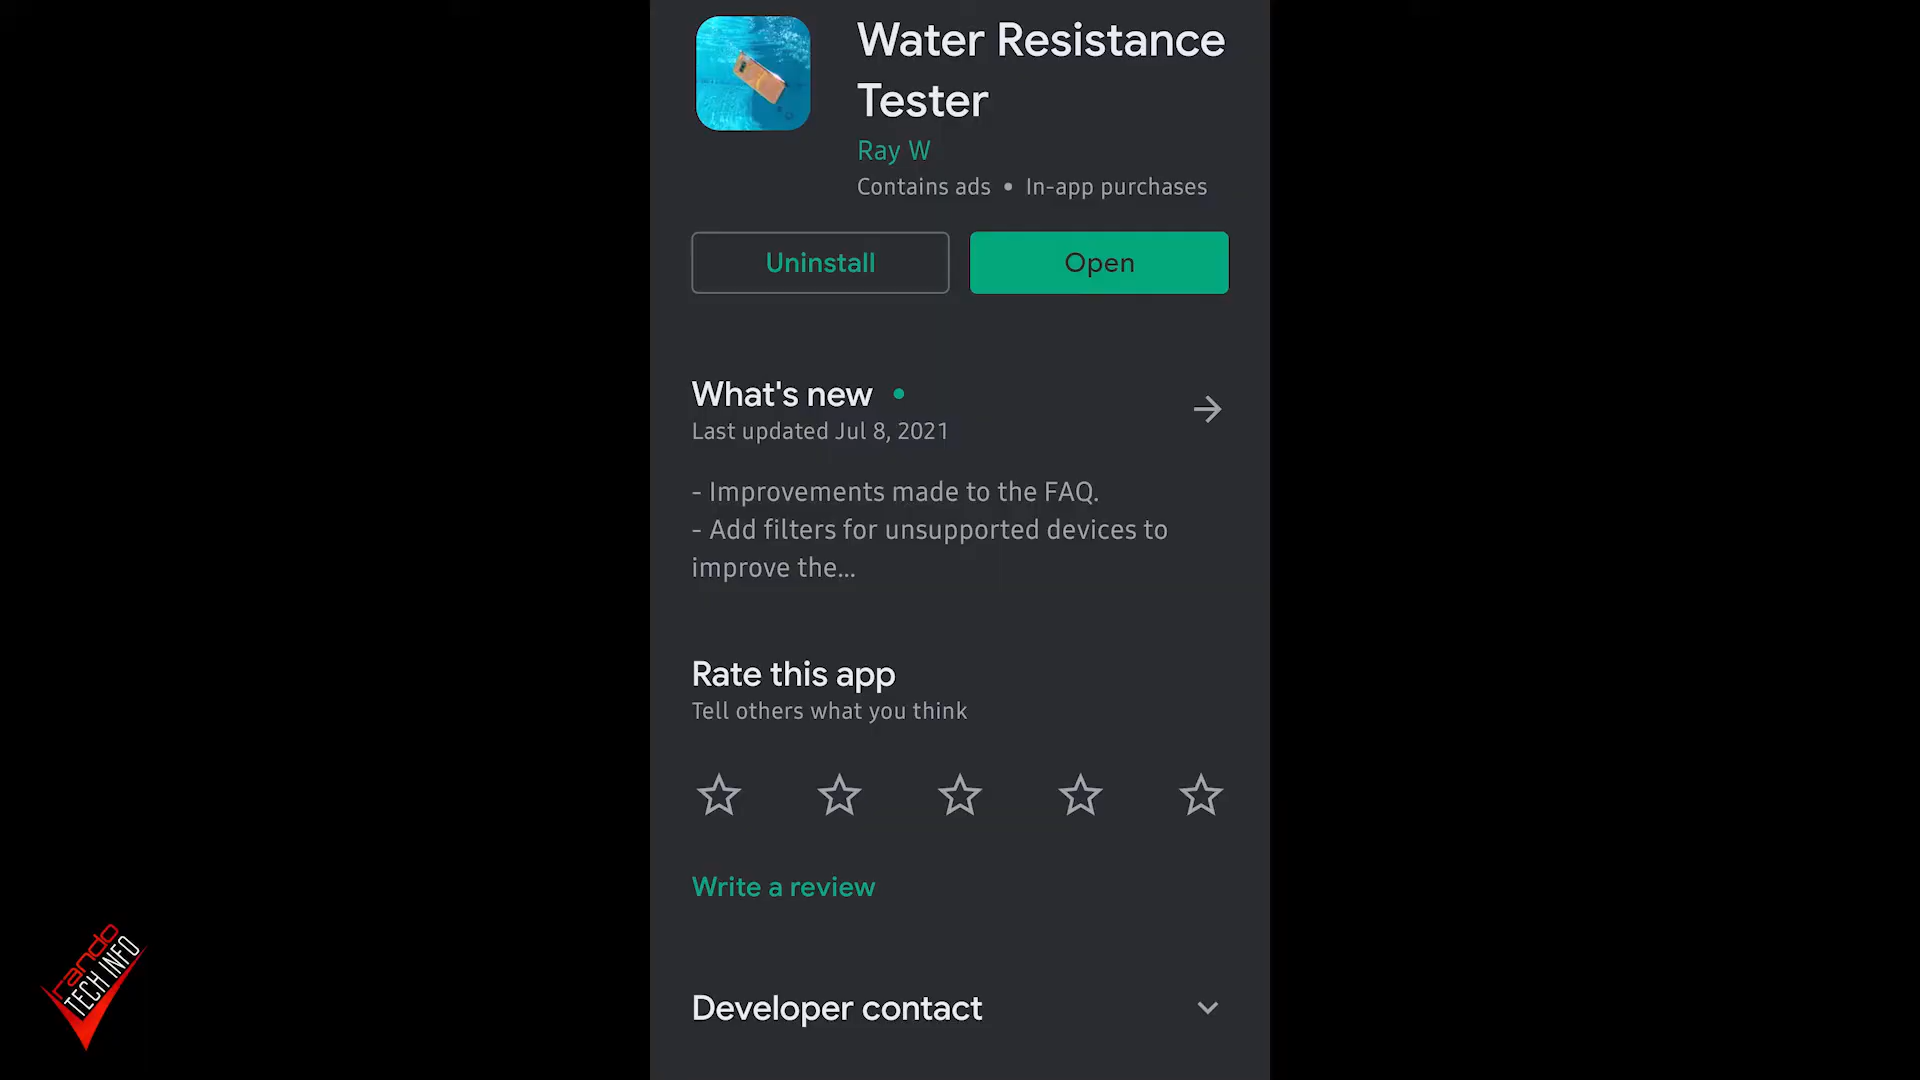 Water Resistance
Tester
Ray W
Contains ads • In-app purchases
Uninstall
Open
What's new •
Last updated Jul 8, 2021
- Improvements made to the FAQ.
- Add filters for unsupported devices to
improve the...
Rate this app
Tell others what you think
Write a review
Developer contact
rando
TECH INFO